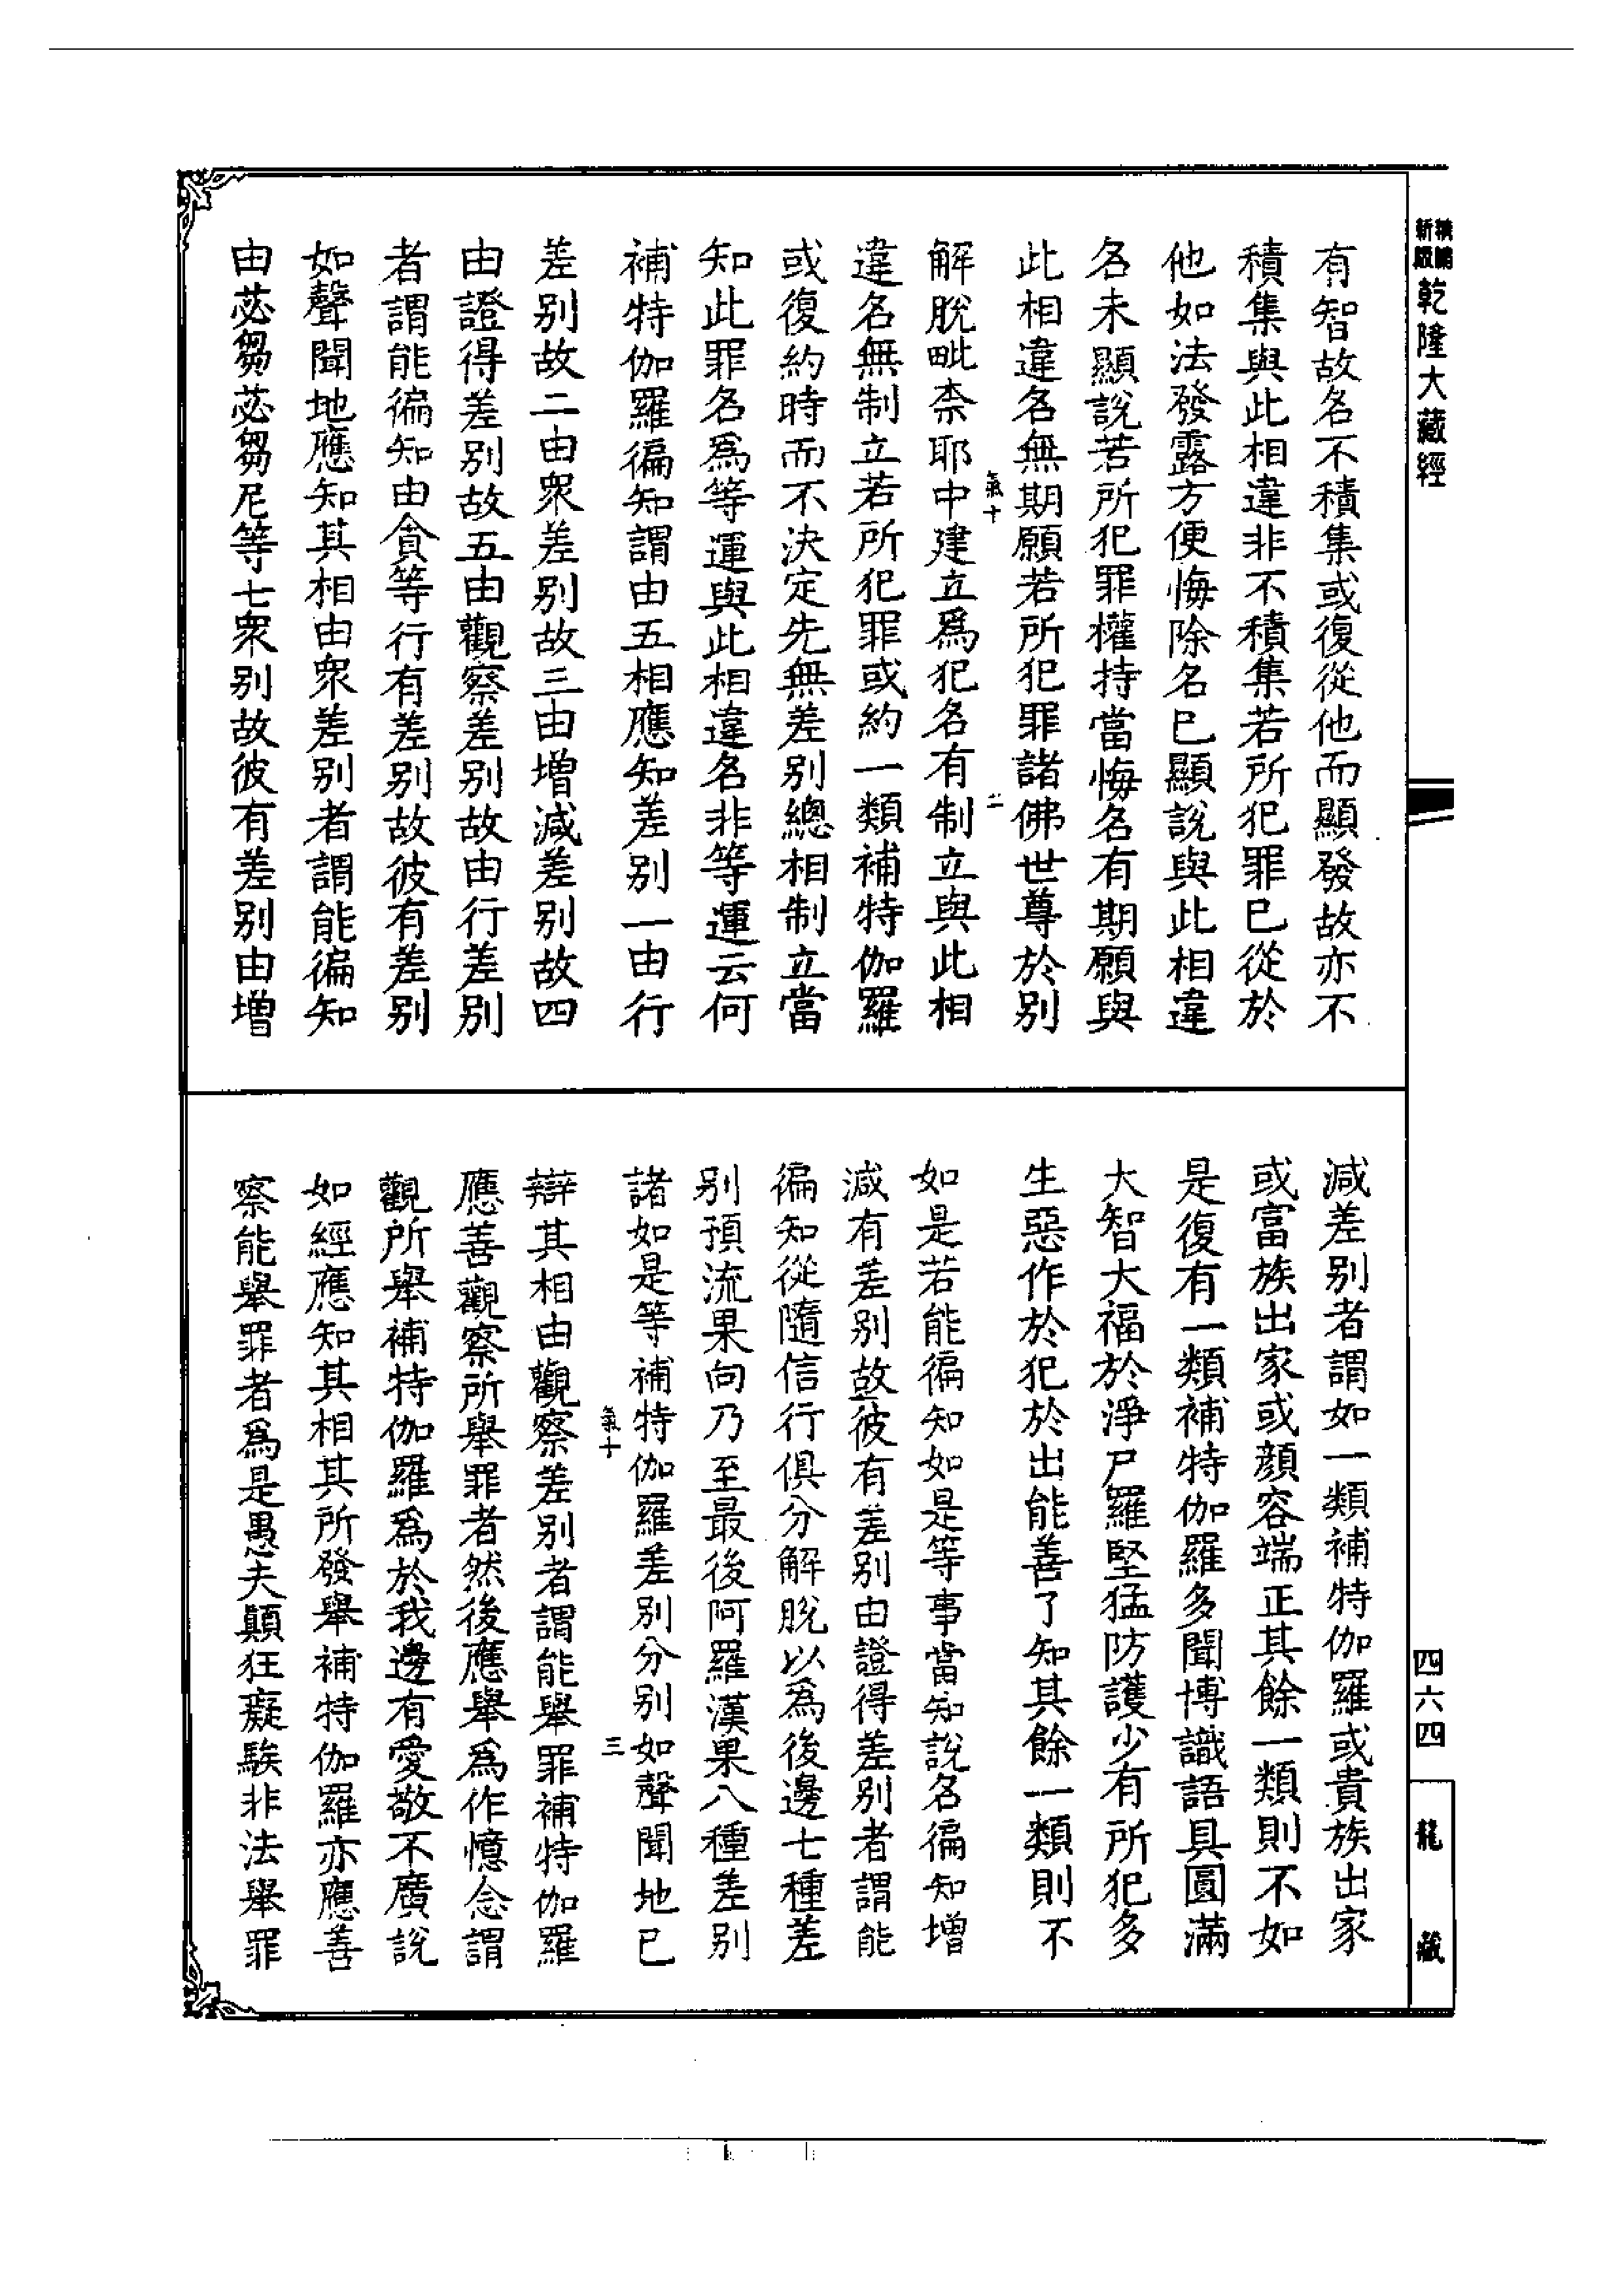 新版
乾隆大藏經
有智故名不積集或復從他而顯發故亦不
積集與此相違非不積集若所犯罪已從於
他如法發露方便悔除名已顯說與此相違
名未顯說若所犯罪權持當悔名有期願與
此相違名無期願若所犯罪諸佛世尊於別
解脫毗柰耶中建立爲犯名有制立與此相
氣十
二
違名無制立若所犯罪或約一類補特伽羅
或復約時而不決定先無差別總相制立當
知此罪名爲等運與此相違名非等運云何
補特伽羅徧知謂由五相應知差別一由行
差別故二由衆差別故三由增減差別故四
由證得差別故五由觀察差別故由行差別
者謂能徧知由貪等行有差別故彼有差別
如聲聞地應知其相由衆差別者謂能徧知
由苾芻苾芻尼等七衆別故彼有差別由增
減差別者謂如一類補特伽羅或貴族出家
或富族出家或顏容端正其餘一類則不如
是復有一類補特伽羅多聞博識語具圓滿
大智大福於淨尸羅堅猛防護少有所犯多
生惡作於犯於出能善了知其餘一類則不
如是若能徧知如是等事當知說名徧知增
減有差別故彼有差別由證得差別者謂能
徧知從隨信行俱分解脫以爲後邊七種差
別預流果向乃至最後阿羅漢果八種差別
諸如是等補特伽羅差別分別如聲聞地已
氣十
三
辯其相由觀察差別者謂能舉罪補特伽羅
應善觀察所舉罪者然後應舉爲作憶念謂
觀所舉補特伽羅爲於我邊有愛敬不廣說
如經應知其相其所發舉補特伽羅亦應善
察能舉罪者爲是愚夫顛狂癡騃非法舉罪
四六四
龍藏